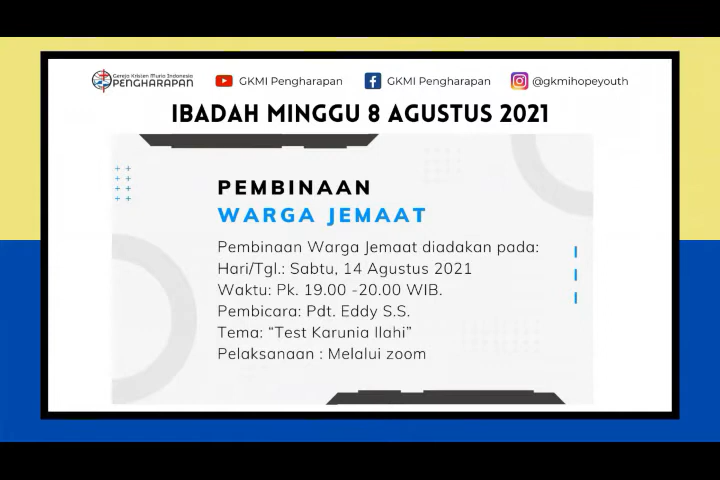 Gereja Kristen Muria Indonesia
PENGHARAPAN
GKMI Pengharapan
GKMI Pengharapan
@gkmihopeyouth
IBADAH MINGGU 8 AGUSTUS 2021
PEMBINAAN
WARGA JEMAAT
Pembinaan Warga Jemaat diadakan pada:
Hari/Tgl.: Sabtu, 14 Agustus 2021
Waktu: Pk. 19.00 -20.00 WIB.
Pembicara: Pdt. Eddy S.S.
Tema: “Test Karunia Ilahi”
Pelaksanaan : Melalui zoom